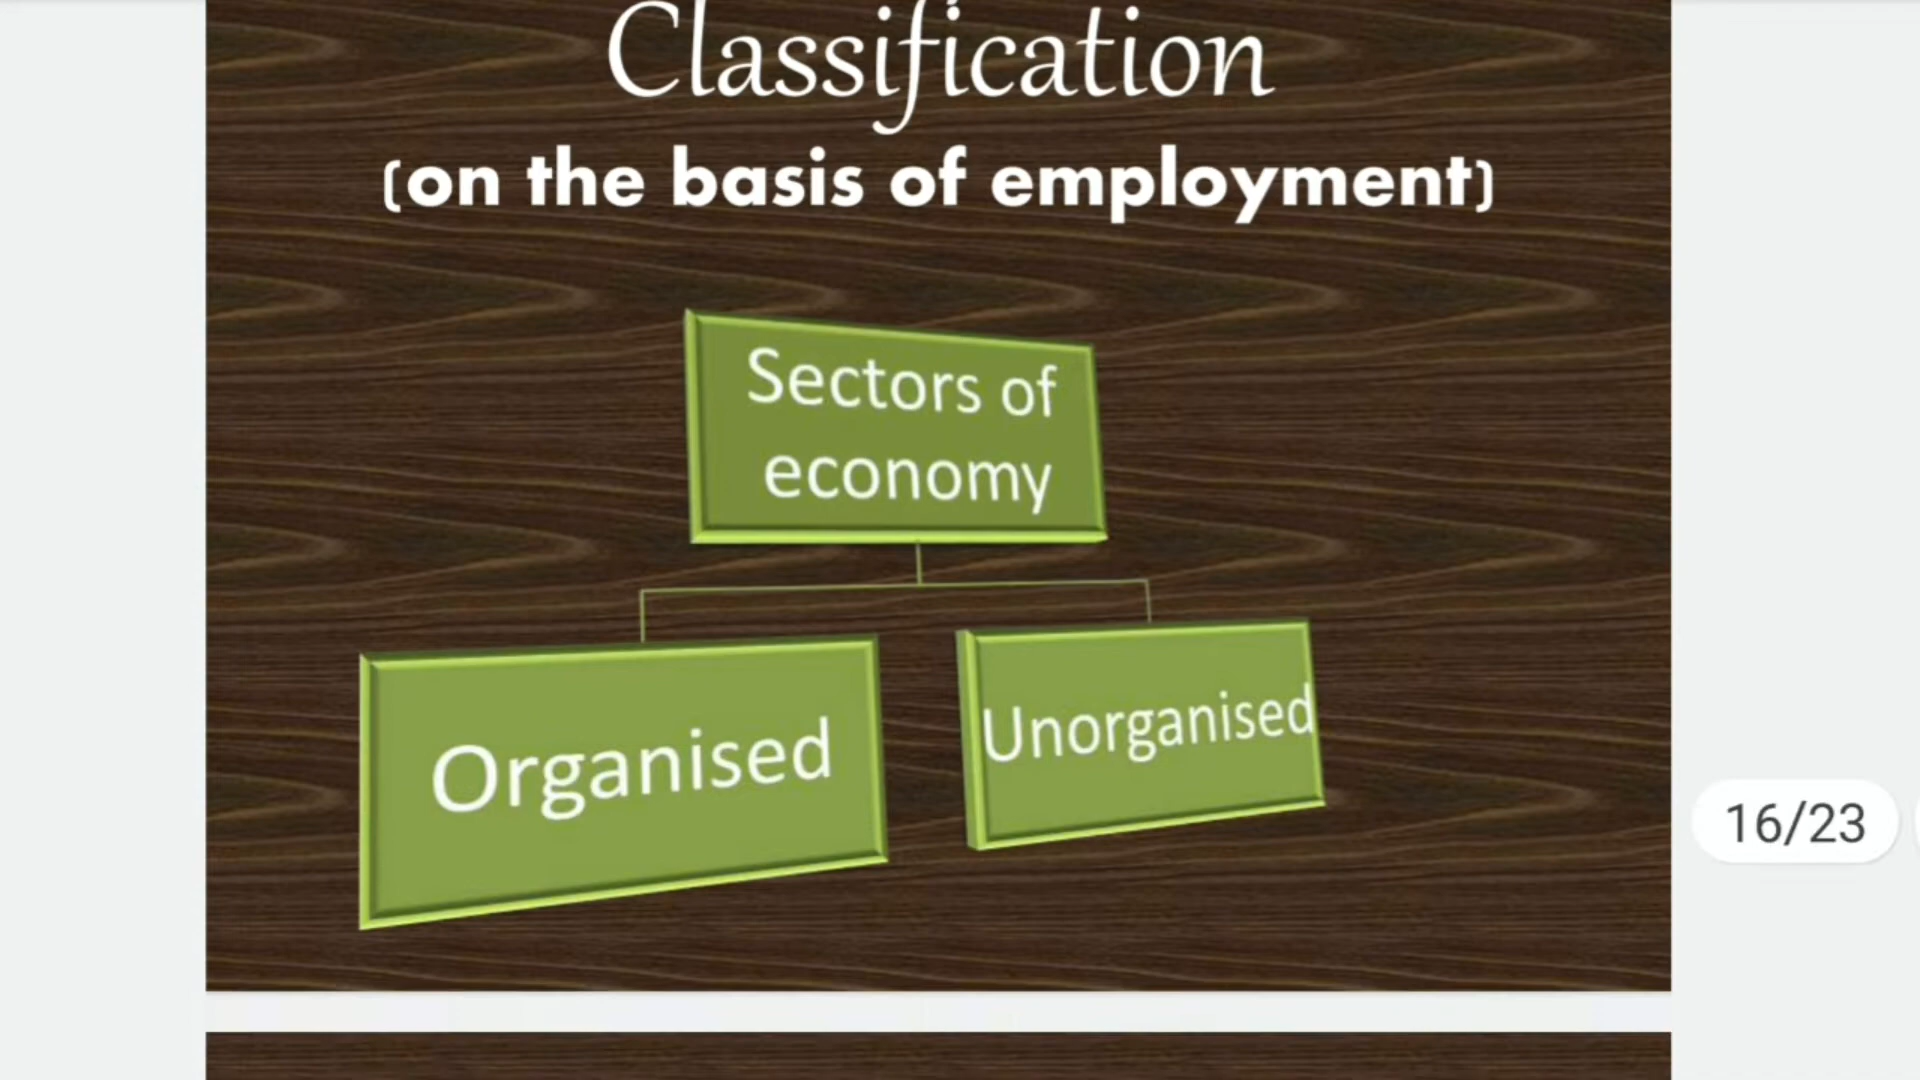 Classification
(on the basis of employment)
Sectors of
economy
Organised
Unorganised
16/23